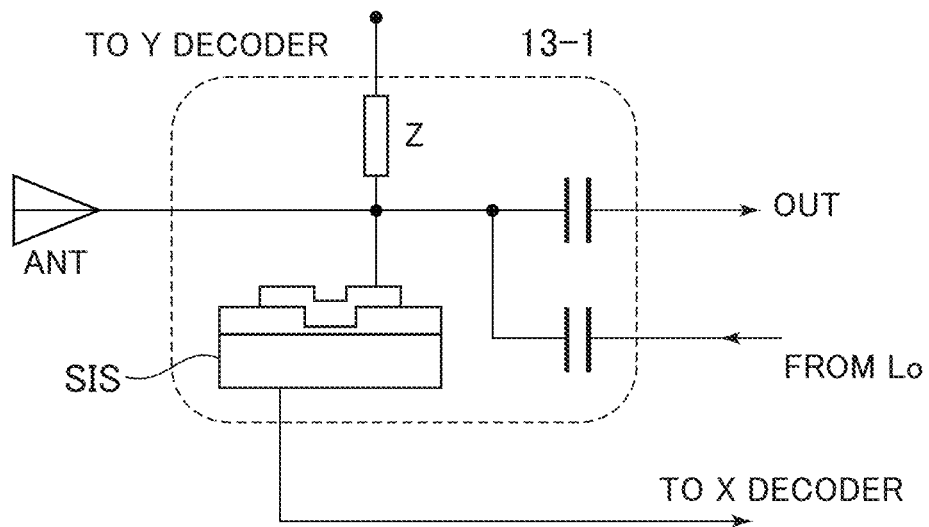 TO Y DECODER
13-1
Z
OUT
ANT
FROM Lo
SIS
TO X DECODER